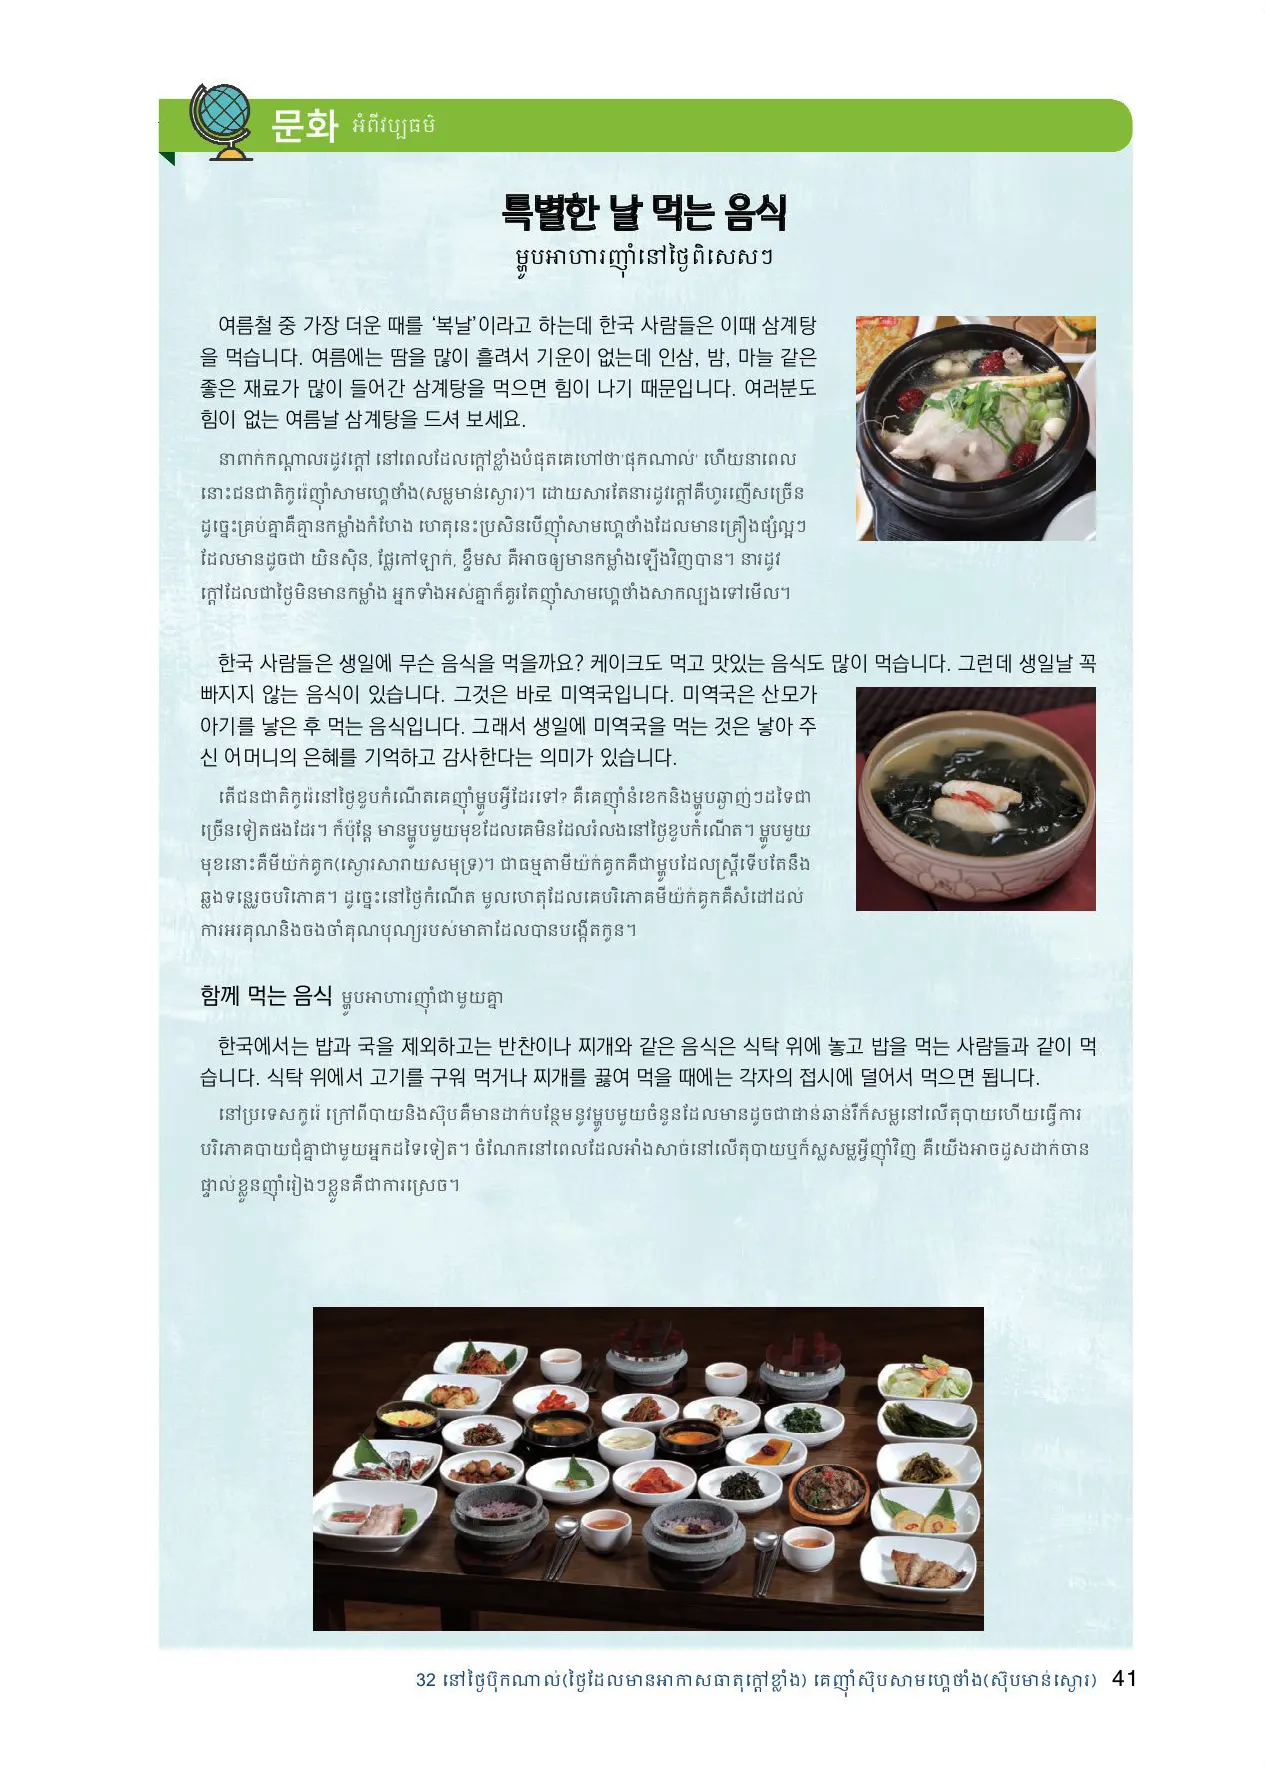 문화 អំពីវប្បធម៌
특별한 날 먹는 음식
ម្ហូបអាហារញ៉ាំនៅថ្ងៃពិសេសៗ
여름철 중 가장 더운 때를 ‘복날’이라고 하는데 한국 사람들은 이때 삼계탕
을 먹습니다. 여름에는 땀을 많이 흘려서 기운이 없는데 인삼, 밤, 마늘 같은
좋은 재료가 많이 들어간 삼계탕을 먹으면 힘이 나기 때문입니다. 여러분도
힘이 없는 여름날 삼계탕을 드셔 보세요.
នាពាក់កណ្តាលរដូវក្តៅ នៅពេលដែលក្តៅខ្លាំងបំផុតគេហៅថា‘ផុកណាល់’ ហើយនាពេល
នោះជនជាតិកូរ៉េញ៉ាំសាមហ្គេថាំង(សម្លមាន់ស្ងោរ)។ ដោយសារតែនារដូវក្តៅគឺហូរញើសច្រើន
ដូច្នេះគ្រប់គ្នាគឺគ្មានកម្លាំងកំហែង ហេតុនេះប្រសិនបើញ៉ាំសាមហ្គេថាំងដែលមានគ្រឿងផ្សំល្អៗ
ដែលមានដូចជា យិនស៊ិន, ផ្លែកៅឡាក់, ខ្ទឹមស គឺអាចឲ្យមានកម្លាំងឡើងវិញបាន។ នារដូវ
ក្តៅដែលជាថ្ងៃមិនមានកម្លាំង អ្នកទាំងអស់គ្នាក៏គួរតែញ៉ាំសាមហ្គេថាំងសាកល្បងទៅមើល។
한국 사람들은 생일에 무슨 음식을 먹을까요? 케이크도 먹고 맛있는 음식도 많이 먹습니다. 그런데 생일날 꼭
빠지지 않는 음식이 있습니다. 그것은 바로 미역국입니다. 미역국은 산모가
아기를 낳은 후 먹는 음식입니다. 그래서 생일에 미역국을 먹는 것은 낳아 주
신 어머니의 은혜를 기억하고 감사한다는 의미가 있습니다.
តើជនជាតិកូរ៉េនៅថ្ងៃខួបកំណើតគេញ៉ាំម្ហូបអ្វីដែរទៅ? គឺគេញ៉ាំនំខេកនិងម្ហូបឆ្ងាញ់ៗដទៃជា
ច្រើនទៀតផងដែរ។ ក៏ប៉ុន្តែ មានម្ហូបមួយមុខដែលគេមិនដែលរំលងនៅថ្ងៃខួបកំណើត។ ម្ហូបមួយ
មុខនោះគឺមីយ៉ក់គូក(ស្ងោរសារាយសមុទ្រ)។ ជាធម្មតាមីយ៉ក់គូកគឺជាម្ហូបដែលស្ត្រីទើបតែនឹង
ឆ្លងទន្លេរួចបរិភោគ។ ដូច្នេះនៅថ្ងៃកំណើត មូលហេតុដែលគេបរិភោគមីយ៉ក់គូកគឺសំដៅដល់
ការអរគុណនិងចងចាំគុណបុណ្យរបស់មាតាដែលបានបង្កើតកូន។
함께 먹는 음식 ម្ហូបអាហារញ៉ាំជាមួយគ្នា
한국에서는 밥과 국을 제외하고는 반찬이나 찌개와 같은 음식은 식탁 위에 놓고 밥을 먹는 사람들과 같이 먹
습니다. 식탁 위에서 고기를 구워 먹거나 찌개를 끓여 먹을 때에는 각자의 접시에 덜어서 먹으면 됩니다.
នៅប្រទេសកូរ៉េ ក្រៅពីបាយនិងស៊ុបគឺមានដាក់បន្ថែមនូវម្ហូបមួយចំនួនដែលមានដូចជាផាន់ឆាន់រឺក៏សម្លនៅលើតុបាយហើយធ្វើការ
បរិភោគបាយជុំគ្នាជាមួយអ្នកដទៃទៀត។ ចំណែកនៅពេលដែលអាំងសាច់នៅលើតុបាយឬក៏ស្លសម្លអ្វីញ៉ាំវិញ គឺយើងអាចដួសដាក់ចាន
ផ្ទាល់ខ្លួនញ៉ាំរៀងៗខ្លួនគឺជាការស្រេច។
32 នៅថ្ងៃប៊ុកណាល់(ថ្ងៃដែលមានអាកាសធាតុក្តៅខ្លាំង) គេញ៉ាំស៊ុបសាមហ្គេថាំង(ស៊ុបមាន់ស្ងោរ) 41